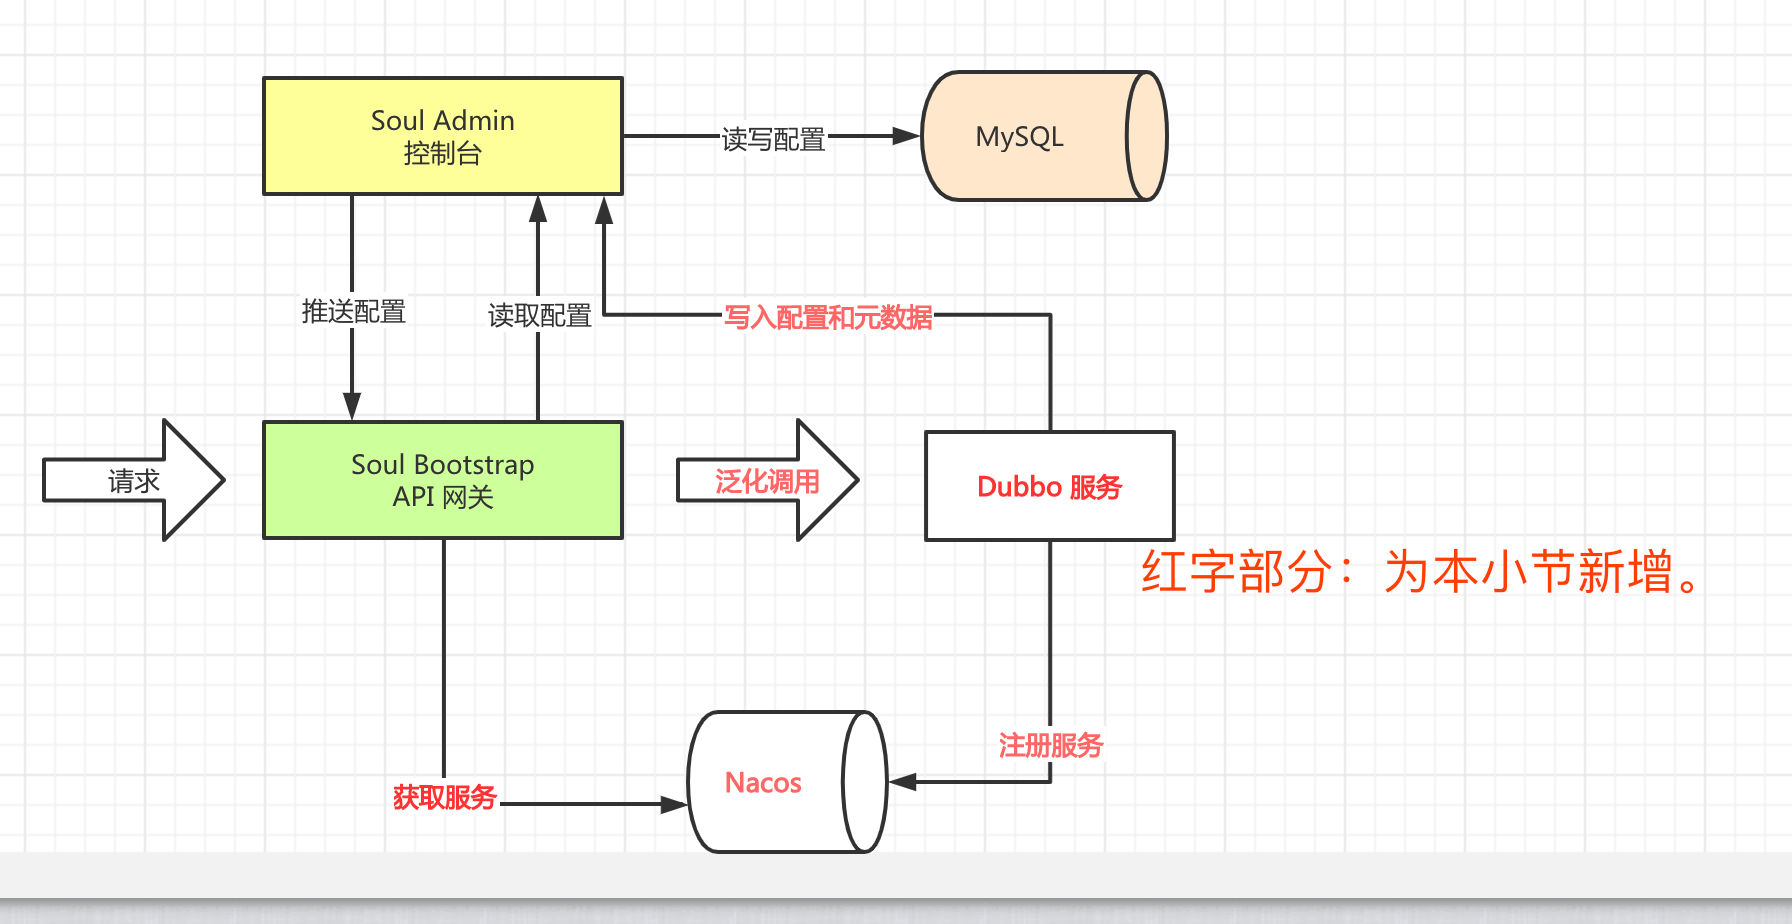 Soul Admin
控制台
读写配置
MySQL
推送配置
读取配置
写入配置和元数据
请求
Soul Bootstrap
API 网关
泛化调用
Dubbo 服务
红字部分：为本小节新增。
注册服务
Nacos
获取服务